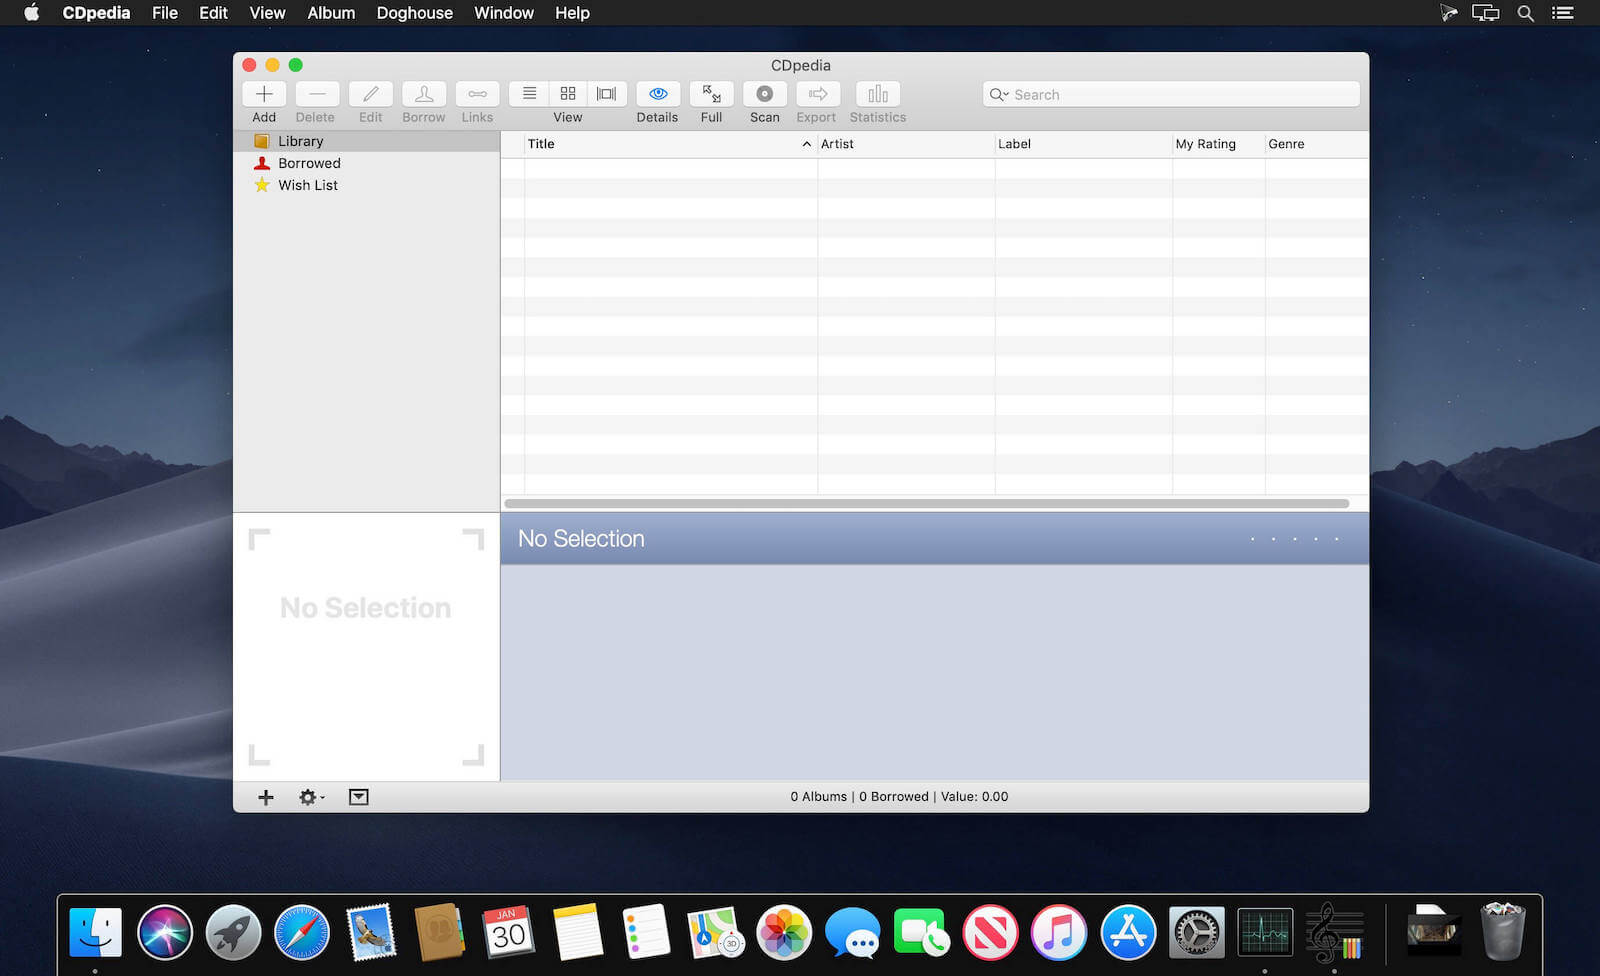 CDpedia File Edit View Album Doghouse Window Help
CDpedia
Search
Add Delete Edit Borrow Links View Details Full Scan Export Statistics
Library
Borrowed
Wish List
Title Artist Label My Rating Genre
No Selection
No Selection
0 Albums | 0 Borrowed | Value: 0.00
JAN
30
3D